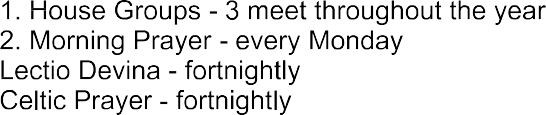 1. House Groups - 3 meet throughout the year
2. Morning Prayer - every Monday
Lectio Devina - fortnightly
Celtic Prayer - fortnightly